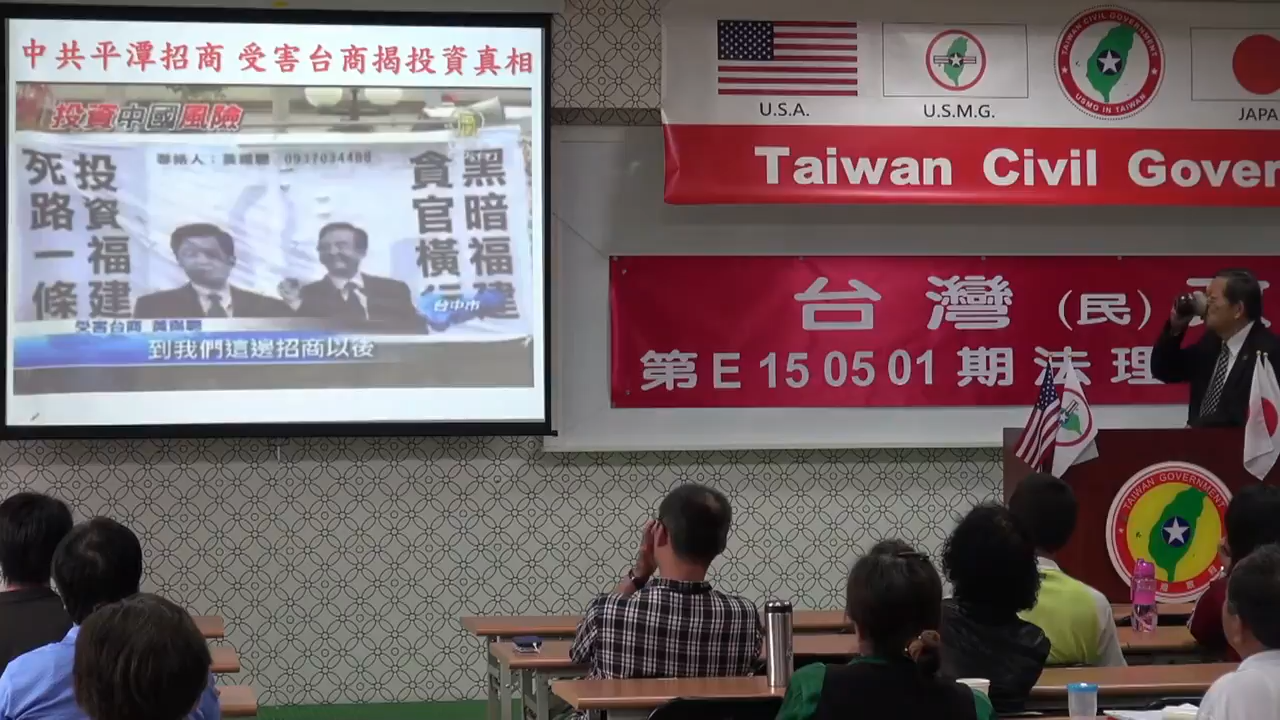 中共平潭招商 受害台商揭投資真相
投資中國風險
聯絡人：
黑暗福建
貪官橫行
投資福建
死路一條
台中市
受害台商
到我們這邊招商以後
U.S.A.
U.S.M.G.
TAIWAN CIVIL GOVERNMENT
USMG IN TAIWAN
JAPA
Taiwan Civil Gover
台灣(民)政
第E150501期法理
TAIWAN GOVERNMENT